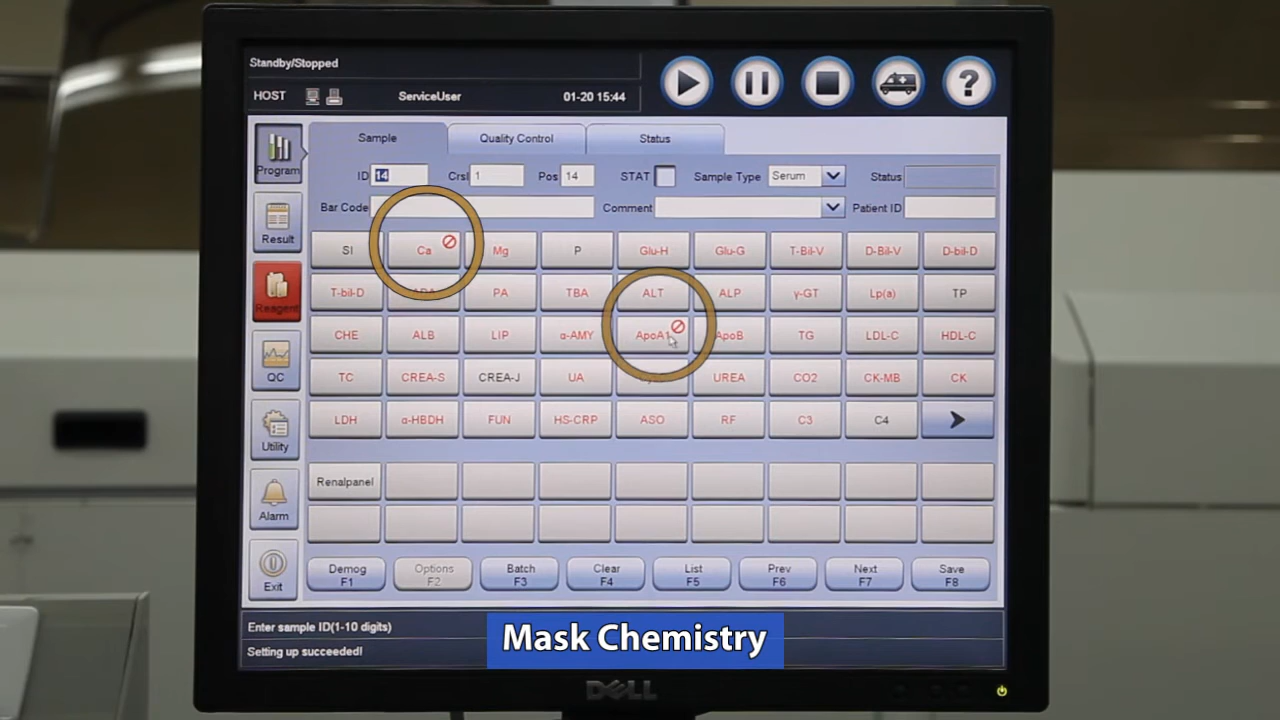 Standby/Stopped
HOST ServiceUser 01-20 15:44
Program
Sample Quality Control Status
ID 14 Crsl 1 Pos 14 STAT Sample Type Serum Status
Bar Code Comment Patient ID
Result
SI Ca Mg P Glu-H Glu-G T-Bil-V D-Bil-V D-bil-D
T-bil-D PA TBA ALT ALP γ-GT Lp(a) TP
Reagent
CHE ALB LIP α-AMY ApoA1 ApoB TG LDL-C HDL-C
QC
TC CREA-S CREA-J UA UREA CO2 CK-MB CK
LDH α-HBDH FUN HS-CRP ASO RF C3 C4
Utility
Renalpanel
Alarm
Exit
Demog Options Batch Clear List Prev Next Save
F1 F2 F3 F4 F5 F6 F7 F8
Enter sample ID(1-10 digits)
Setting up succeeded!
Mask Chemistry
DELL